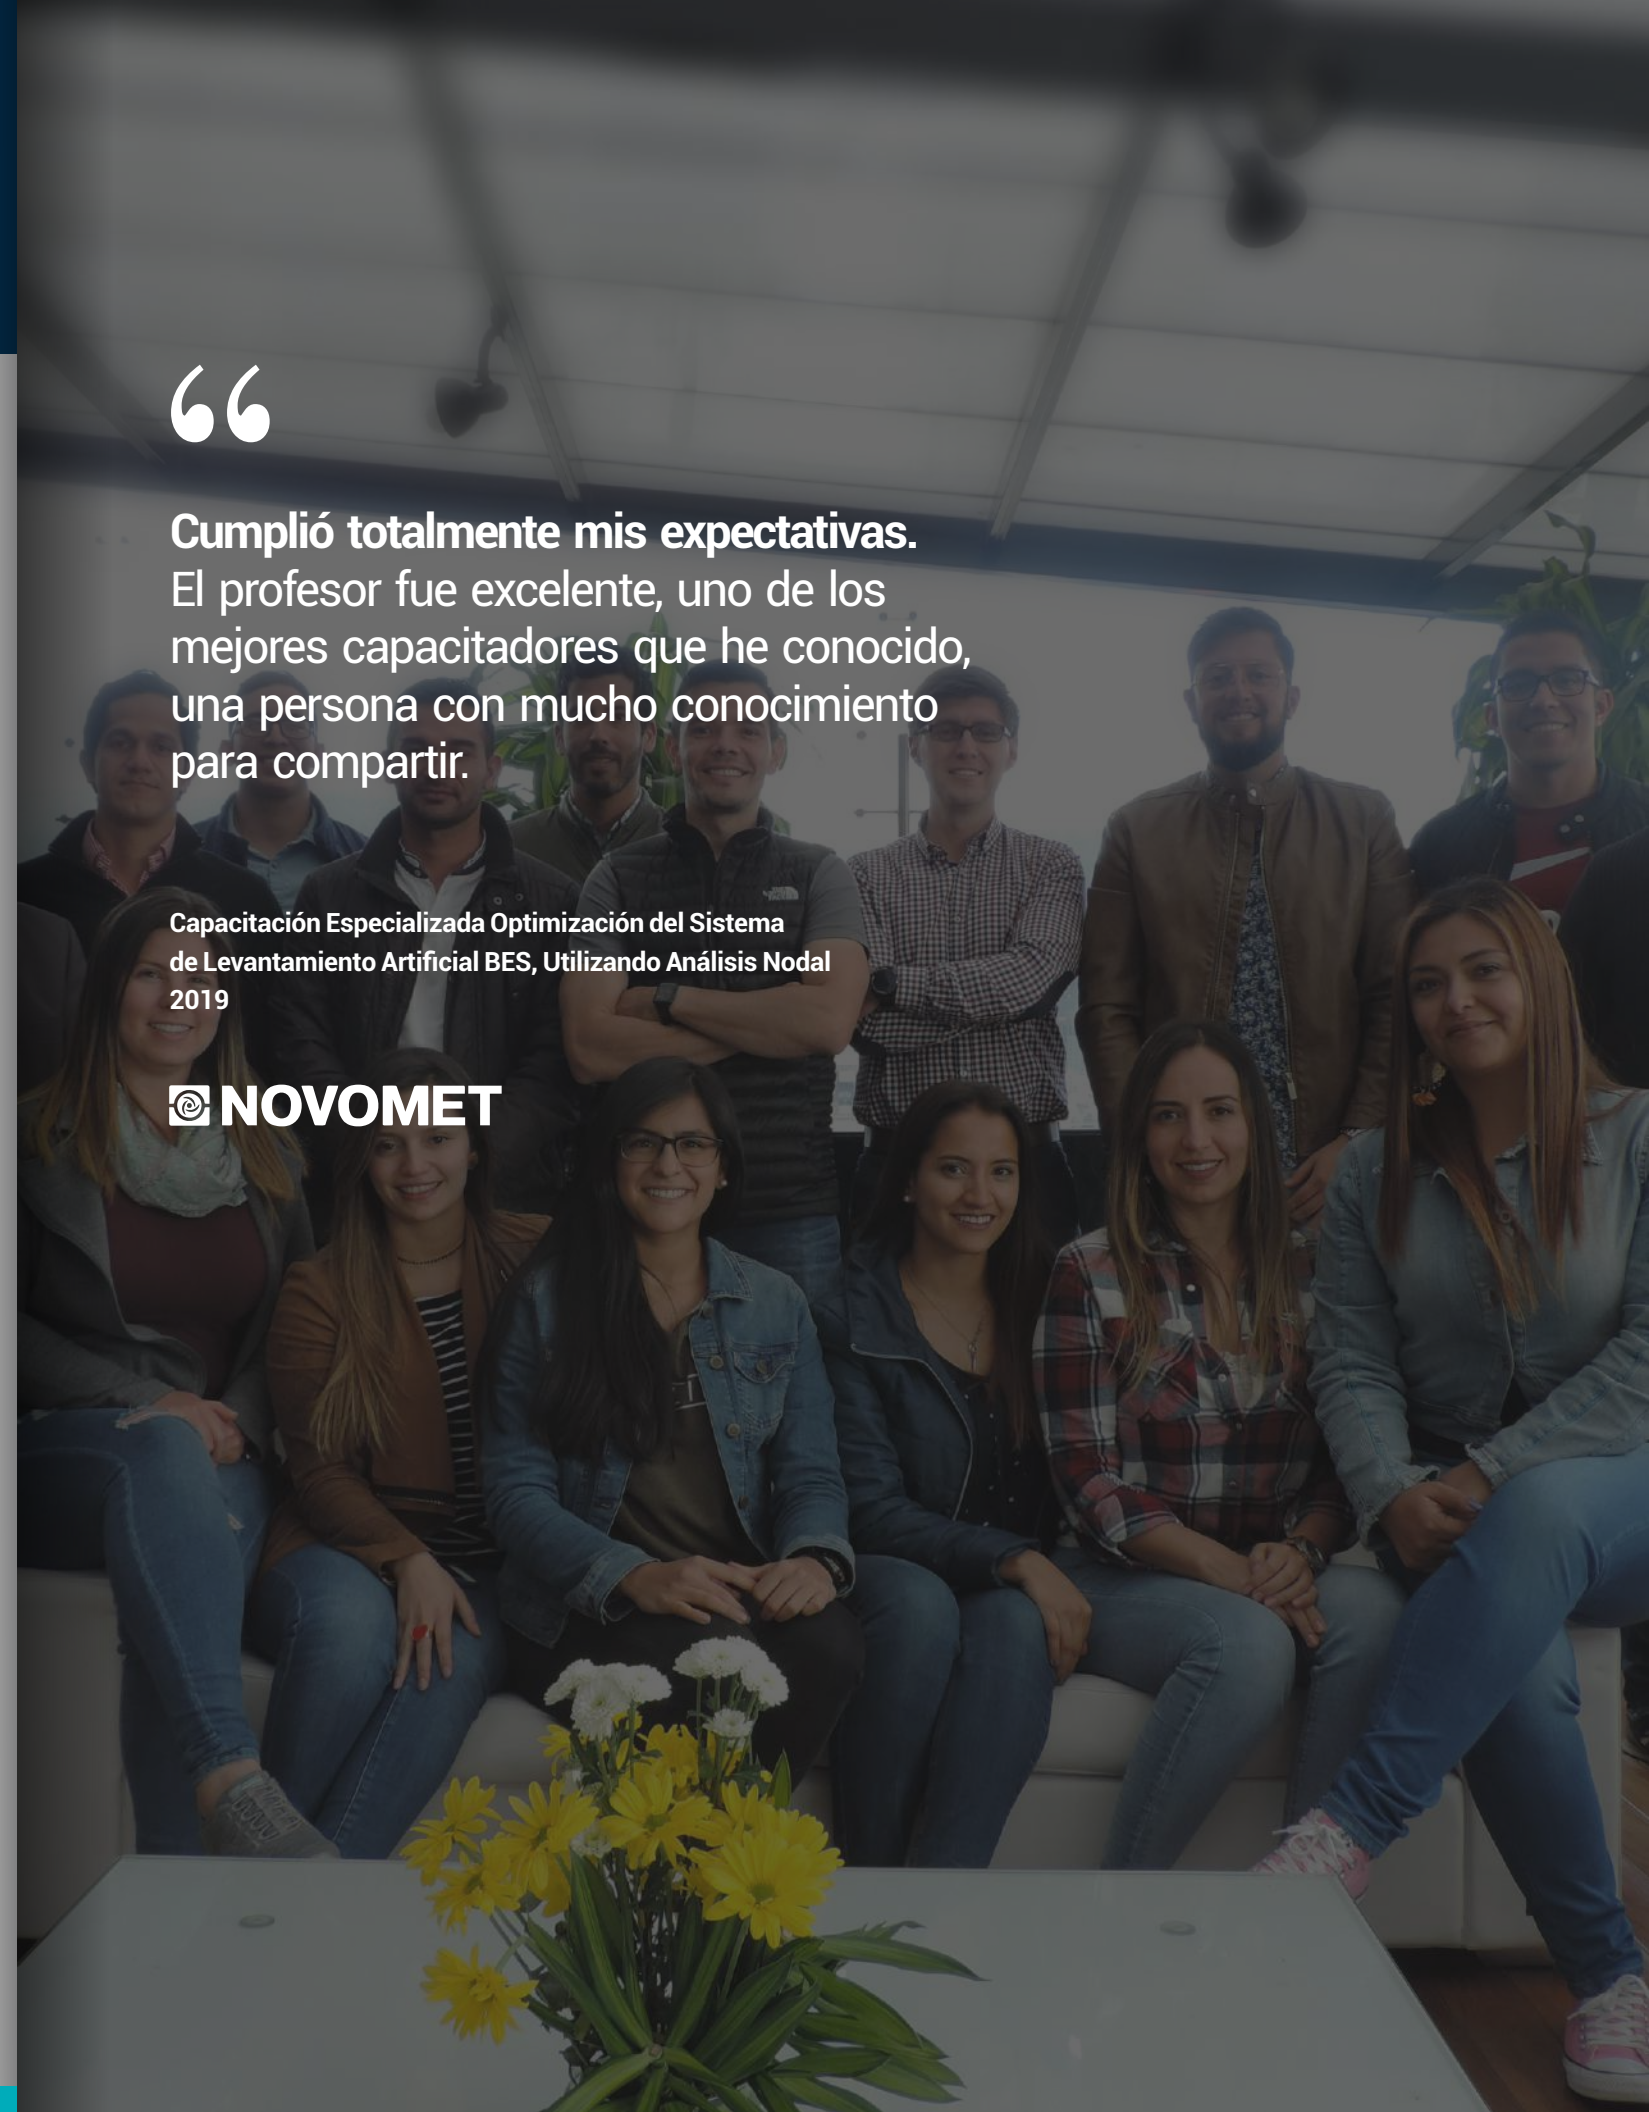 “
Cumplió totalmente mis expectativas.
El profesor fue excelente, uno de los
mejores capacitadores que he conocido,
una persona con mucho conocimiento
para compartir.
Capacitación Especializada Optimización del Sistema
de Levantamiento Artificial BES, Utilizando Análisis Nodal
2019
NOVOMET